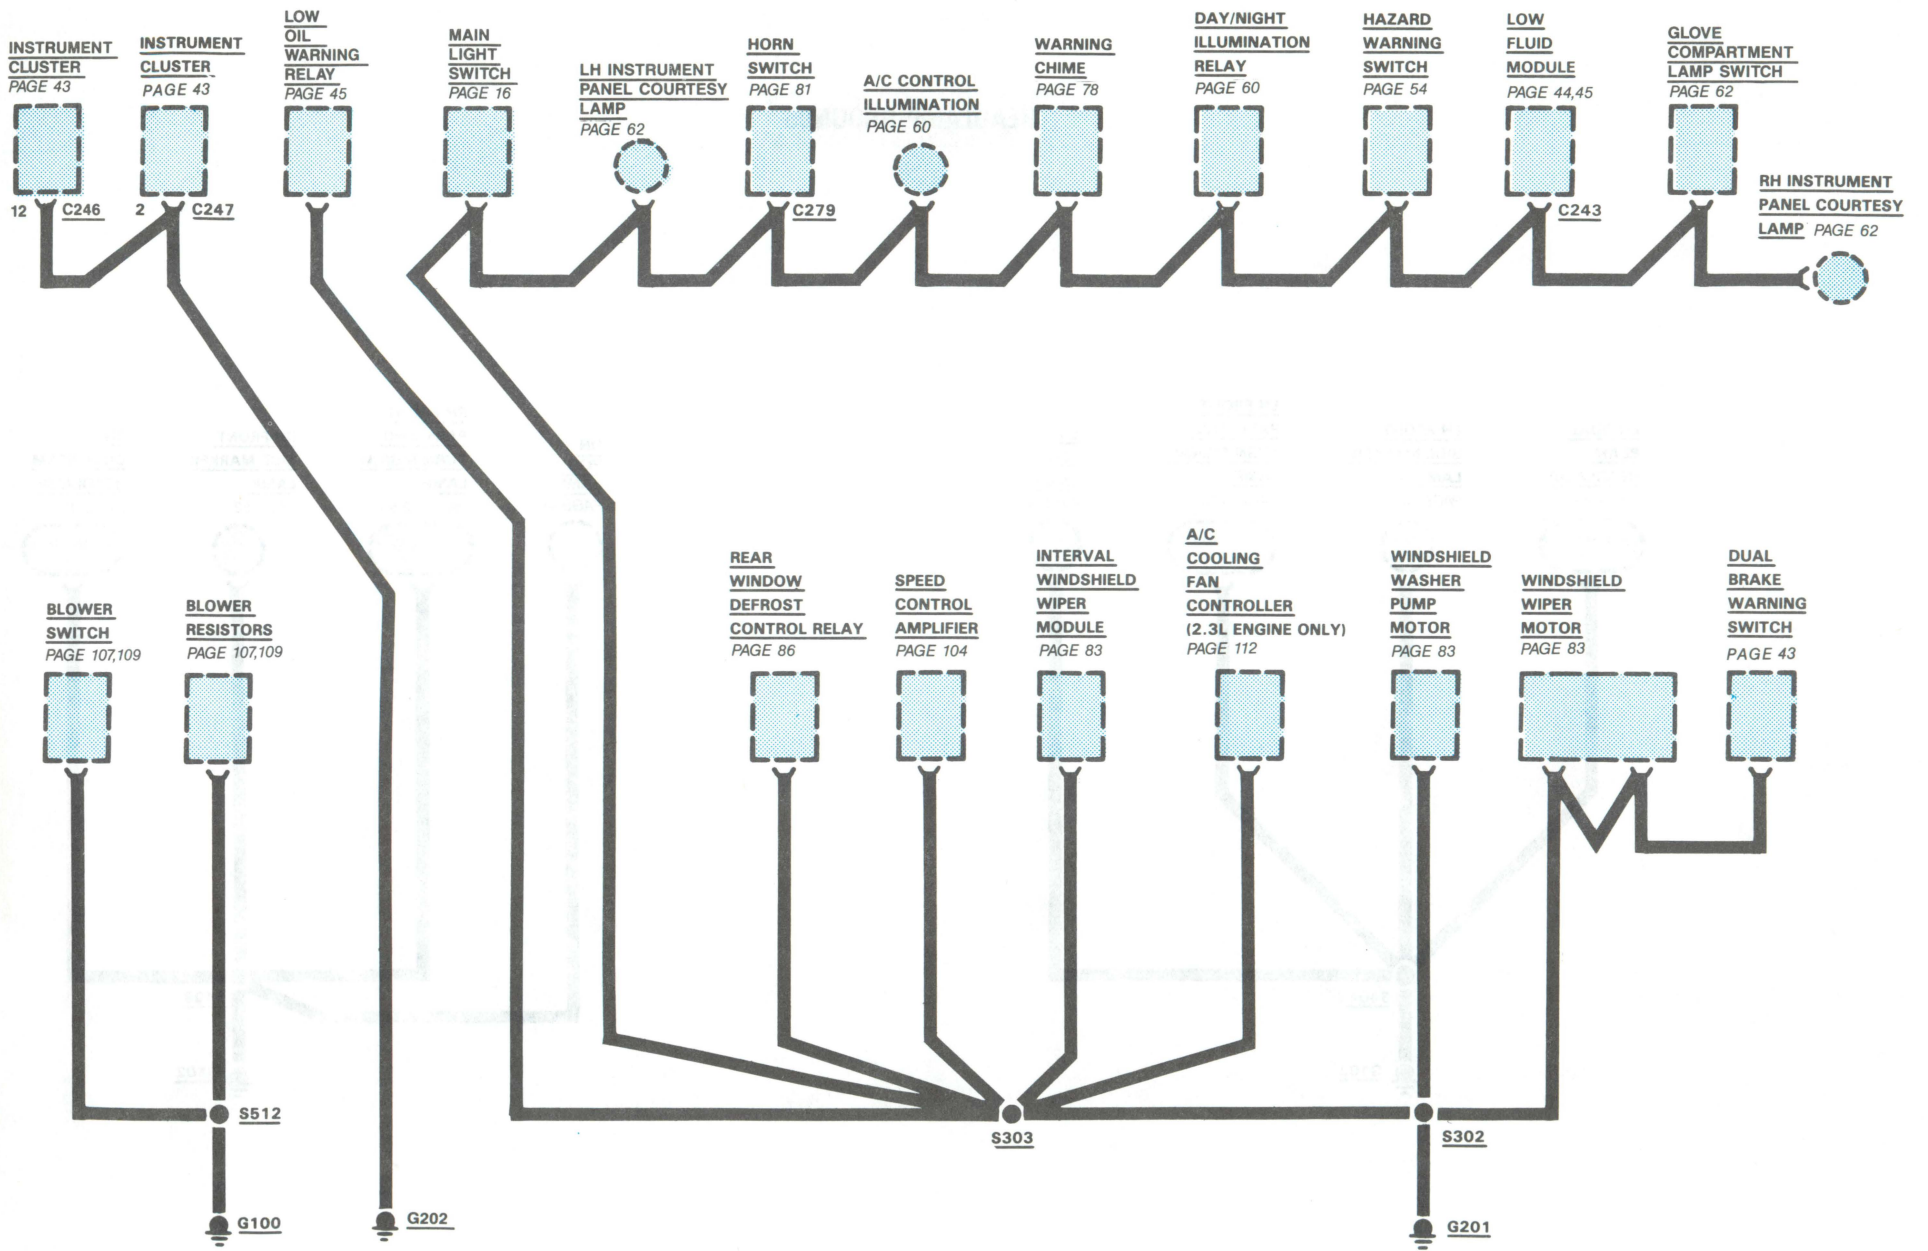 INSTRUMENT
CLUSTER
PAGE 43
12
C246
INSTRUMENT
CLUSTER
PAGE 43
2
C247
LOW
OIL
WARNING
RELAY
PAGE 45
MAIN
LIGHT
SWITCH
PAGE 16
LH INSTRUMENT
PANEL COURTESY
LAMP
PAGE 62
HORN
SWITCH
PAGE 81
C279
A/C CONTROL
ILLUMINATION
PAGE 60
WARNING
CHIME
PAGE 78
DAY/NIGHT
ILLUMINATION
RELAY
PAGE 60
HAZARD
WARNING
SWITCH
PAGE 54
LOW
FLUID
MODULE
PAGE 44,45
C243
GLOVE
COMPARTMENT
LAMP SWITCH
PAGE 62
RH INSTRUMENT
PANEL COURTESY
LAMP PAGE 62
BLOWER
SWITCH
PAGE 107,109
BLOWER
RESISTORS
PAGE 107,109
REAR
WINDOW
DEFROST
CONTROL RELAY
PAGE 86
SPEED
CONTROL
AMPLIFIER
PAGE 104
INTERVAL
WINDSHIELD
WIPER
MODULE
PAGE 83
A/C
COOLING
FAN
CONTROLLER
(2.3L ENGINE ONLY)
PAGE 112
WINDSHIELD
WASHER
PUMP
MOTOR
PAGE 83
WINDSHIELD
WIPER
MOTOR
PAGE 83
DUAL
BRAKE
WARNING
SWITCH
PAGE 43
S512
S303
S302
G100
G202
G201